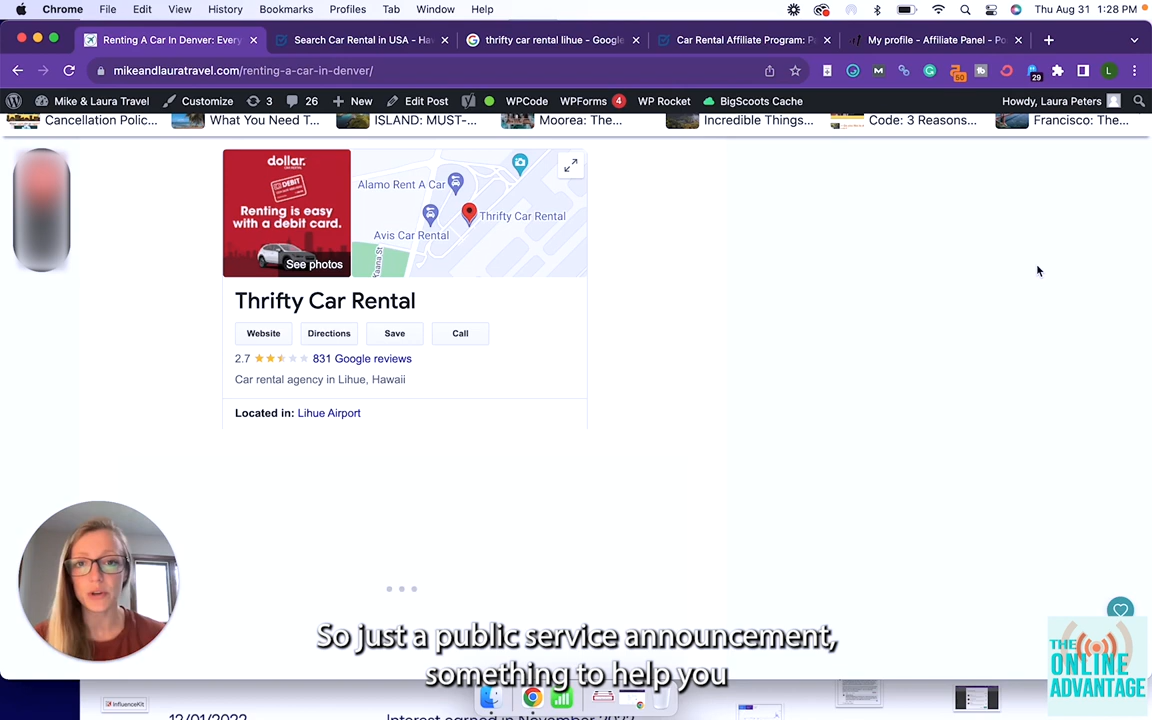 Chrome File Edit View History Bookmarks Profiles Tab Window Help Thu Aug 31 1:28 PM
Renting A Car In Denver: Every
Search Car Rental in USA - Ha
thrifty car rental lihue - Google
Car Rental Affiliate Program: P
My profile - Affiliate Panel - Po
mikeandlauratravel.com/renting-a-car-in-denver/
50
29
L
Mike & Laura Travel Customize 3 26 New Edit Post WPCode WPForms 4 WP Rocket BigScoots Cache Howdy, Laura Peters
Cancellation Polic...
What You Need T...
ISLAND: MUST-...
Moorea: The...
Incredible Things...
Code: 3 Reasons...
Francisco: The...
dollar.
DEBIT
Renting is easy
with a debit card.
See photos
Alamo Rent A Car
Thrifty Car Rental
Avis Car Rental
Kaana St
Thrifty Car Rental
Website Directions Save Call
2.7 831 Google reviews
Car rental agency in Lihue, Hawaii
Located in: Lihue Airport
So just a public service announcement,
something to help you
THE
ONLINE
ADVANTAGE
InfluenceKit
12/01/2022 Interest earned in November 2022